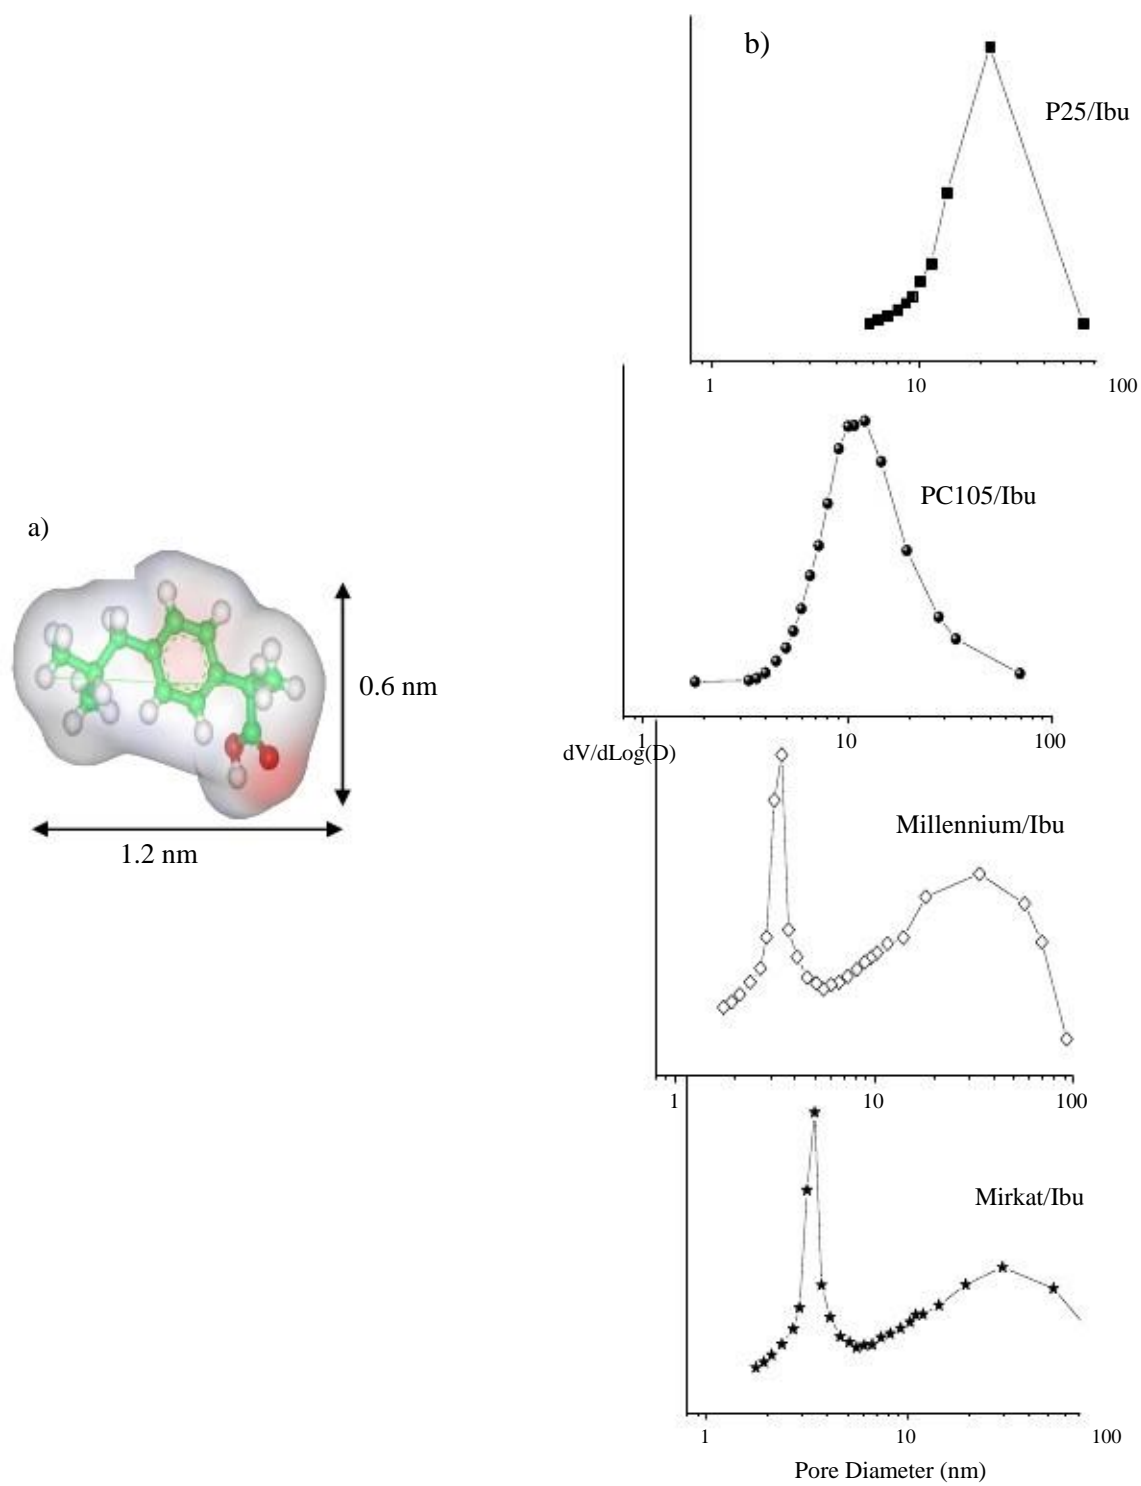 b)
P25/Ibu
1 10 100
PC105/Ibu
1 10 100
a)
0.6 nm
1.2 nm
dV/dLog(D)
Millennium/Ibu
1 10 100
Mirkat/Ibu
1 10 100
Pore Diameter (nm)